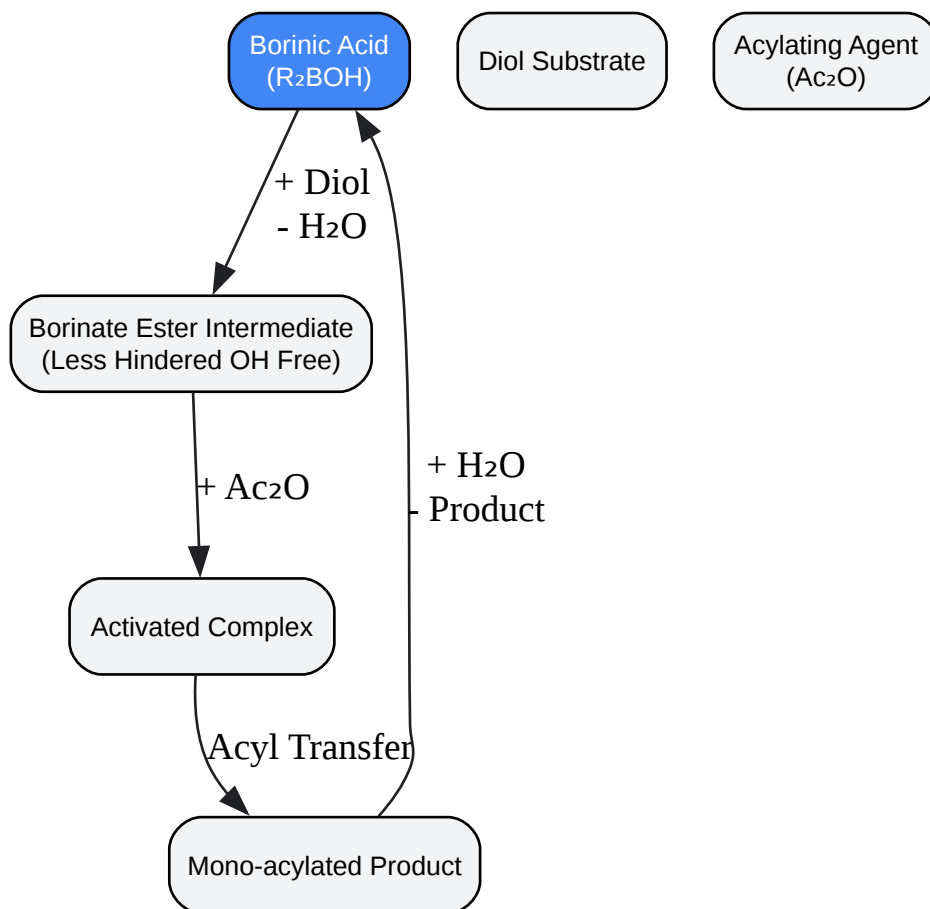 Borinic Acid
(R₂BOH)
Diol Substrate
Acylating Agent
(Ac₂O)
+ Diol
- H₂O
Borinate Ester Intermediate
(Less Hindered OH Free)
+ Ac₂O
+ H₂O
- Product
Activated Complex
Acyl Transfer
Mono-acylated Product